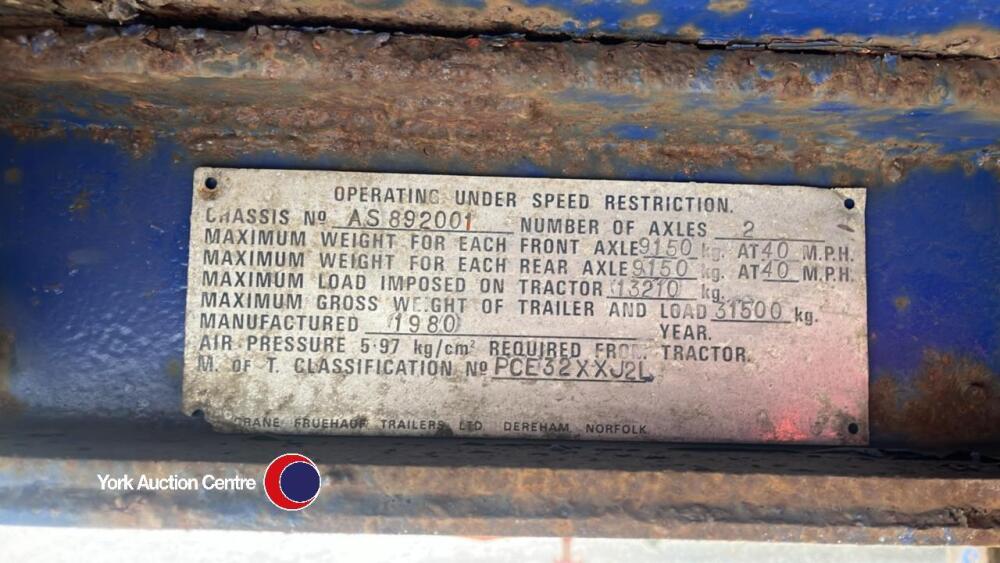 OPERATING UNDER SPEED RESTRICTION.
CHASSIS Nº AS892001 NUMBER OF AXLES 2
MAXIMUM WEIGHT FOR EACH FRONT AXLE 9150 kg. AT 40 M.P.H.
MAXIMUM WEIGHT FOR EACH REAR AXLE 9150 kg. AT 40 M.P.H.
MAXIMUM LOAD IMPOSED ON TRACTOR 13210 kg.
MAXIMUM GROSS WEIGHT OF TRAILER AND LOAD 31500 kg.
MANUFACTURED 1980 YEAR.
AIR PRESSURE 5·97 kg/cm² REQUIRED FROM TRACTOR.
M. OF T. CLASSIFICATION Nº PCE32XXJ2L
CRANE FRUEHAUF TRAILERS LTD DEREHAM NORFOLK
York Auction Centre